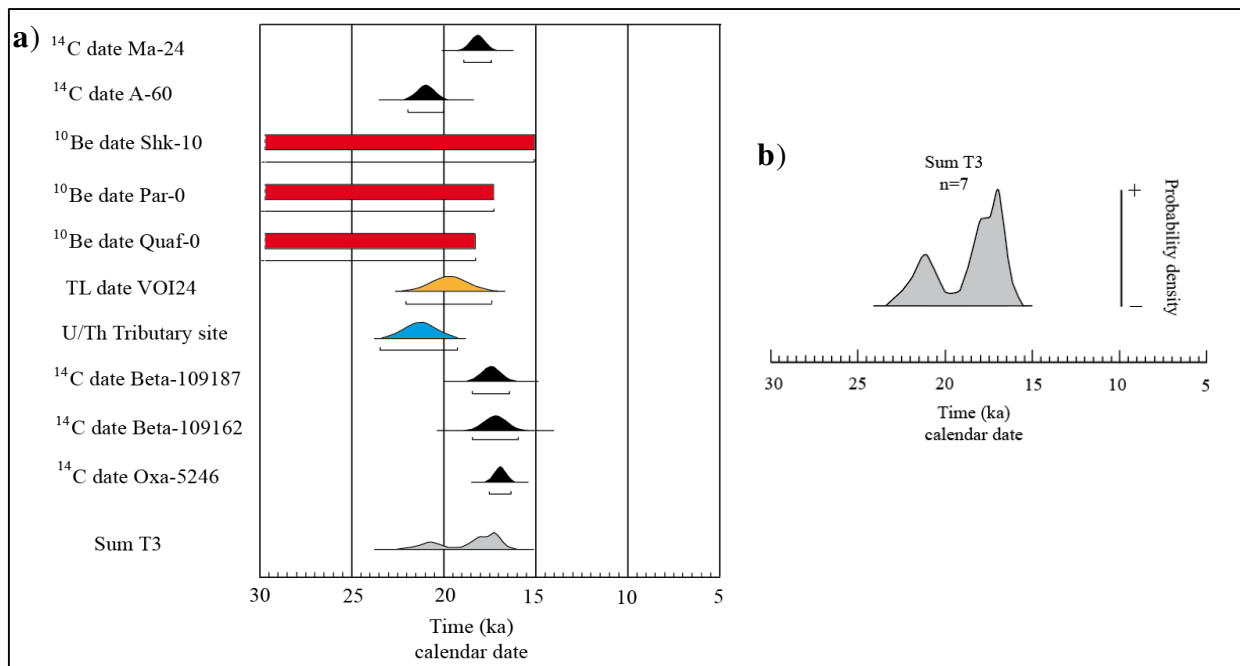 a)
¹⁴C date Ma-24
¹⁴C date A-60
¹⁰Be date Shk-10
¹⁰Be date Par-0
¹⁰Be date Quaf-0
TL date VOI24
U/Th Tributary site
¹⁴C date Beta-109187
¹⁴C date Beta-109162
¹⁴C date Oxa-5246
Sum T3
30 25 20 15 10 5
Time (ka)
calendar date
b)
Sum T3
n=7
+
−
Probability density
30 25 20 15 10 5
Time (ka)
calendar date